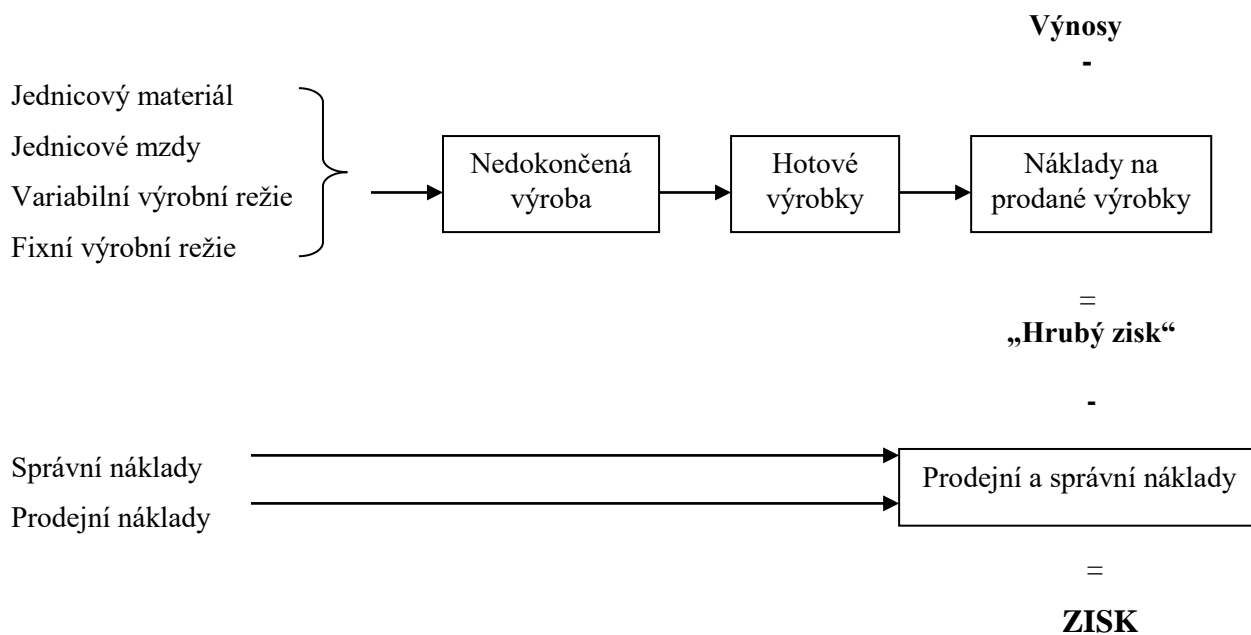 Výnosy
-
Jednicový materiál
Jednicové mzdy
Variabilní výrobní režie
Fixní výrobní režie
Nedokončená
výroba
Hotové
výrobky
Náklady na
prodané výrobky
=
„Hrubý zisk“
-
Správní náklady
Prodejní náklady
Prodejní a správní náklady
=
ZISK